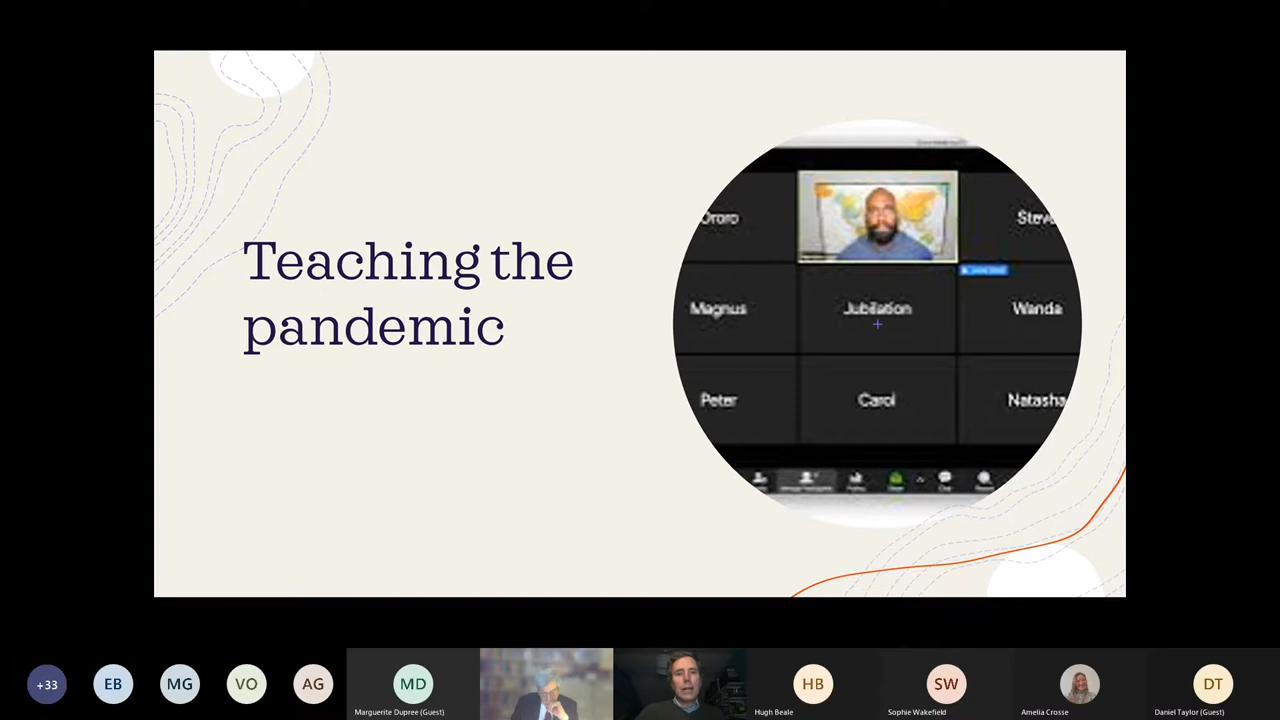 Teaching the
pandemic
Ororo
Steve
Magnus
Jubilation
Wanda
Peter
Carol
Natasha
+33
EB
MG
VO
AG
MD
HB
SW
DT
Marguerite Dupree (Guest)
Hugh Beale
Sophie Wakefield
Amelia Crosse
Daniel Taylor (Guest)